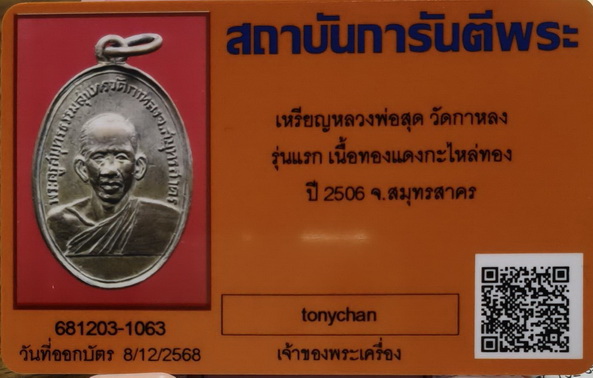 สถาบันการันตีพระ
เหรียญหลวงพ่อสุด วัดกาหลง
รุ่นแรก เนื้อทองแดงกะไหล่ทอง
ปี 2506 จ.สมุทรสาคร
tonychan
681203-1063
วันที่ออกบัตร 8/12/2568
เจ้าของพระเครื่อง